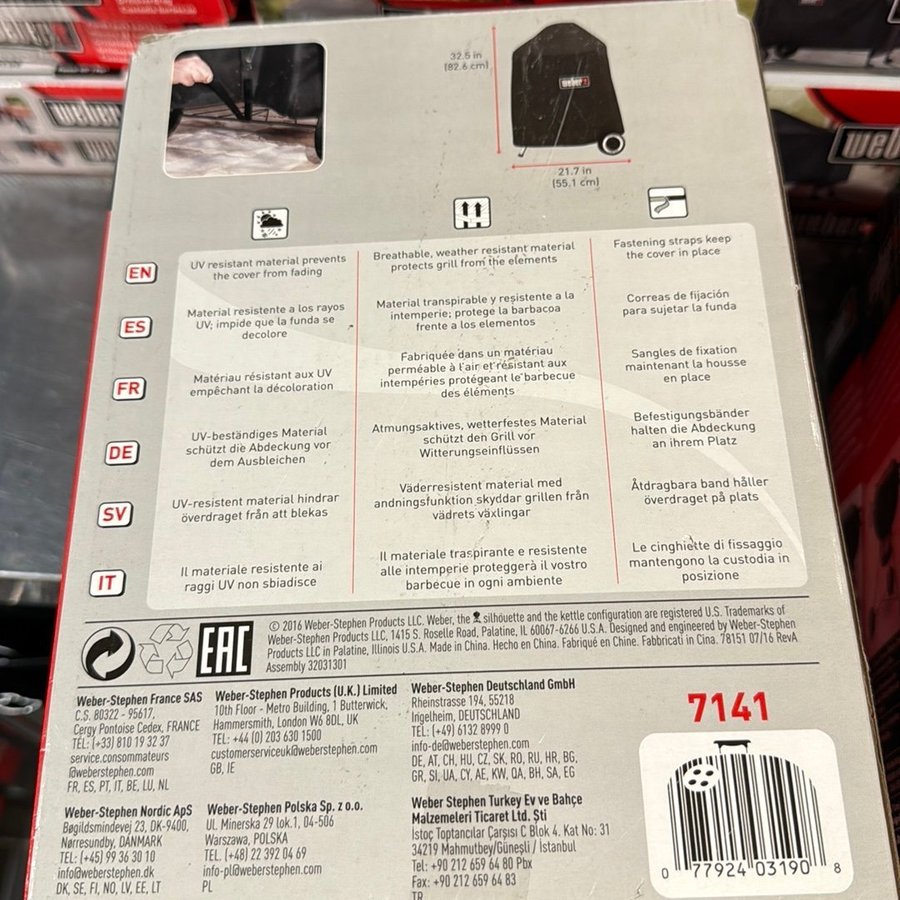 weber
weber
32.5 in
(82.6 cm)
weber
21.7 in
(55.1 cm)
EN
UV resistant material prevents
the cover from fading
Breathable, weather resistant material
protects grill from the elements
Fastening straps keep
the cover in place
ES
Material resistente a los rayos
UV; impide que la funda se
decolore
Material transpirable y resistente a la
intemperie; protege la barbacoa
frente a los elementos
Correas de fijación
para sujetar la funda
FR
Matériau résistant aux UV
empêchant la décoloration
Fabriquée dans un matériau
perméable à l'air et résistant aux
intempéries protégeant le barbecue
des éléments
Sangles de fixation
maintenant la housse
en place
DE
UV-beständiges Material
schützt die Abdeckung vor
dem Ausbleichen
Atmungsaktives, wetterfestes Material
schützt den Grill vor
Witterungseinflüssen
Befestigungsbänder
halten die Abdeckung
an ihrem Platz
SV
UV-resistent material hindrar
överdraget från att blekas
Väderresistent material med
andningsfunktion skyddar grillen från
vädrets växlingar
Åtdragbara band håller
överdraget på plats
IT
Il materiale resistente ai
raggi UV non sbiadisce
Il materiale traspirante e resistente
alle intemperie proteggerà il vostro
barbecue in ogni ambiente
Le cinghiette di fissaggio
mantengono la custodia in
posizione
EAC
© 2016 Weber-Stephen Products LLC. Weber, the silhouette and the kettle configuration are registered U.S. Trademarks of
Weber-Stephen Products LLC, 1415 S. Roselle Road, Palatine, IL 60067-6266 U.S.A. Designed and engineered by Weber-Stephen
Products LLC in Palatine, Illinois U.S.A. Made in China. Hecho en China. Fabriqué en Chine. Fabbricati in Cina. 78151 07/16 RevA
Assembly 32031301
Weber-Stephen France SAS
C.S. 80322 - 95617,
Cergy Pontoise Cedex, FRANCE
TÉL: (+33) 810 19 32 37
service.consommateurs
@weberstephen.com
FR, ES, PT, IT, BE, LU, NL
Weber-Stephen Products (U.K.) Limited
10th Floor - Metro Building, 1 Butterwick,
Hammersmith, London W6 8DL, UK
TEL: +44 (0) 203 630 1500
customerserviceuk@weberstephen.com
GB, IE
Weber-Stephen Deutschland GmbH
Rheinstrasse 194, 55218
Ingelheim, DEUTSCHLAND
TEL: (+49) 6132 8999 0
info-de@weberstephen.com
DE, AT, CH, HU, CZ, SK, RO, RU, HR, BG,
GR, SI, UA, CY, AE, KW, QA, BH, SA, EG
7141
Weber-Stephen Nordic ApS
Bøgildsmindevej 23, DK-9400,
Nørresundby, DANMARK
TEL: (+45) 99 36 30 10
info@weberstephen.dk
DK, SE, FI, NO, LV, EE, LT
Weber-Stephen Polska Sp. z o.o.
Ul. Minerska 29 lok.1, 04-506
Warszawa, POLSKA
TEL. (+48) 22 392 04 69
info-pl@weberstephen.com
PL
Weber Stephen Turkey Ev ve Bahçe
Malzemeleri Ticaret Ltd. Şti
İstoç Toptancılar Çarşısı C Blok 4. Kat No: 31
34219 Mahmutbey/Güneşli / İstanbul
Tel: +90 212 659 64 80 Pbx
Fax: +90 212 659 64 83
TR
0 77924 03190 8